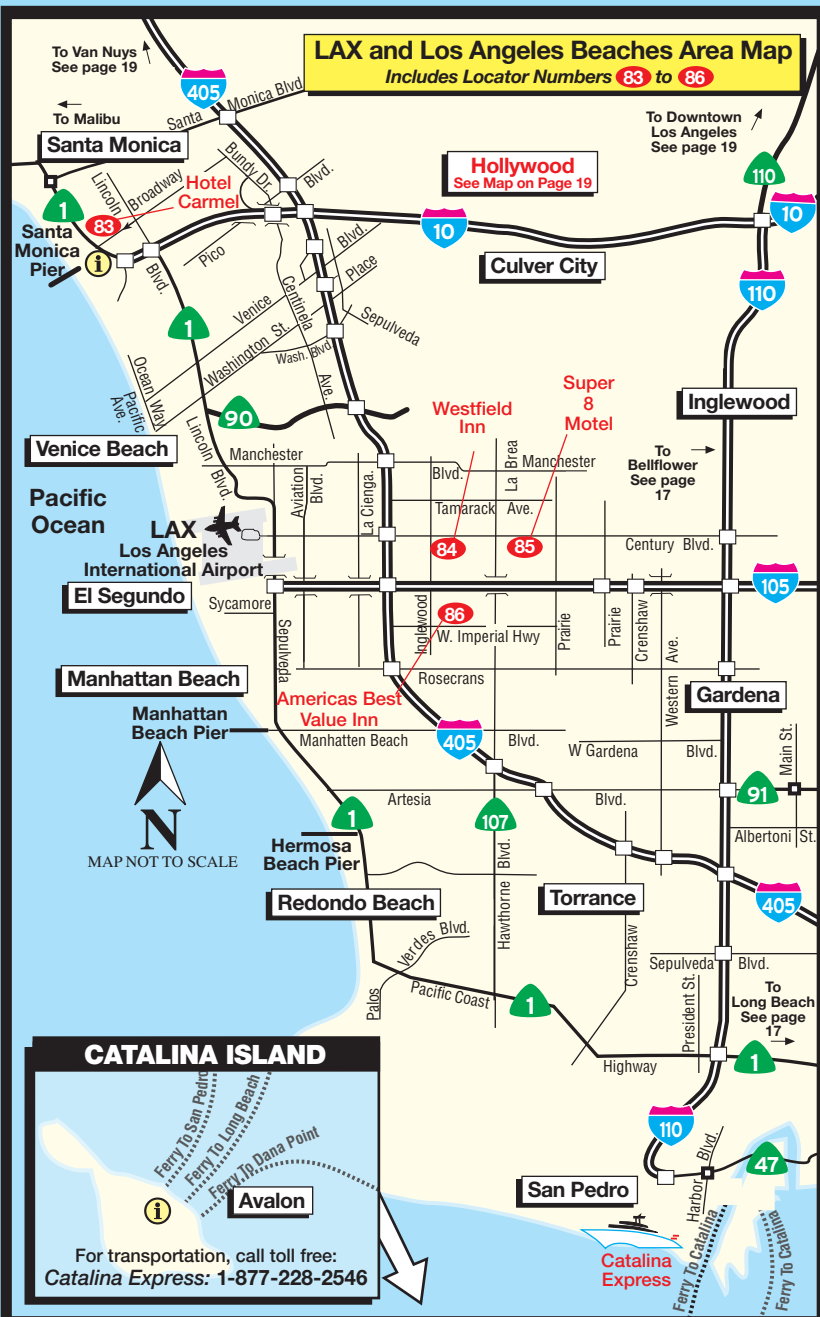 LAX and Los Angeles Beaches Area Map
Includes Locator Numbers 83 to 86
To Van Nuys
See page 19
405
Santa Monica Blvd
To Malibu
Santa Monica
To Downtown
Los Angeles
See page 19
Hollywood
See Map on Page 19
110
Lincoln
Broadway
Bundy Dr.
Blvd.
Hotel
Carmel
1
83
Santa
Monica
Pier
i
Blvd.
Pico
10
10
Culver City
110
Venice
Blvd.
Washington St.
Place
Centinela
Ave.
Wash. Blvd.
Sepulveda
1
Ocean Way
Pacific
Ave.
90
Lincoln Blvd.
Westfield
Inn
Super
8
Motel
Inglewood
Venice Beach
Manchester
Blvd.
Manchester
La Brea
Aviation
Blvd.
La Cienga.
Tamarack Ave.
To
Bellflower
See page
17
Pacific
Ocean
LAX
Los Angeles
International Airport
84
85
Century Blvd.
El Segundo
105
Sycamore
Sepulveda
Inglewood
86
W. Imperial Hwy
Prairie
Prairie
Crenshaw
Western Ave.
Rosecrans
Manhattan Beach
Americas Best
Value Inn
Gardena
Manhattan
Beach Pier
Manhatten Beach
Blvd.
405
W Gardena
Blvd.
Main St.
Artesia
Blvd.
91
N
MAP NOT TO SCALE
1
107
Albertoni St.
Hermosa
Beach Pier
Redondo Beach
Hawthorne Blvd.
Torrance
405
Palos Verdes Blvd.
Crenshaw
Sepulveda
Blvd.
Pacific Coast
1
President St.
To
Long Beach
See page
17
Highway
1
CATALINA ISLAND
Ferry To San Pedro
Ferry To Long Beach
Ferry To Dana Point
i
Avalon
For transportation, call toll free:
Catalina Express: 1-877-228-2546
110
Harbor Blvd.
47
San Pedro
Catalina
Express
Ferry To Catalina
Ferry To Catalina